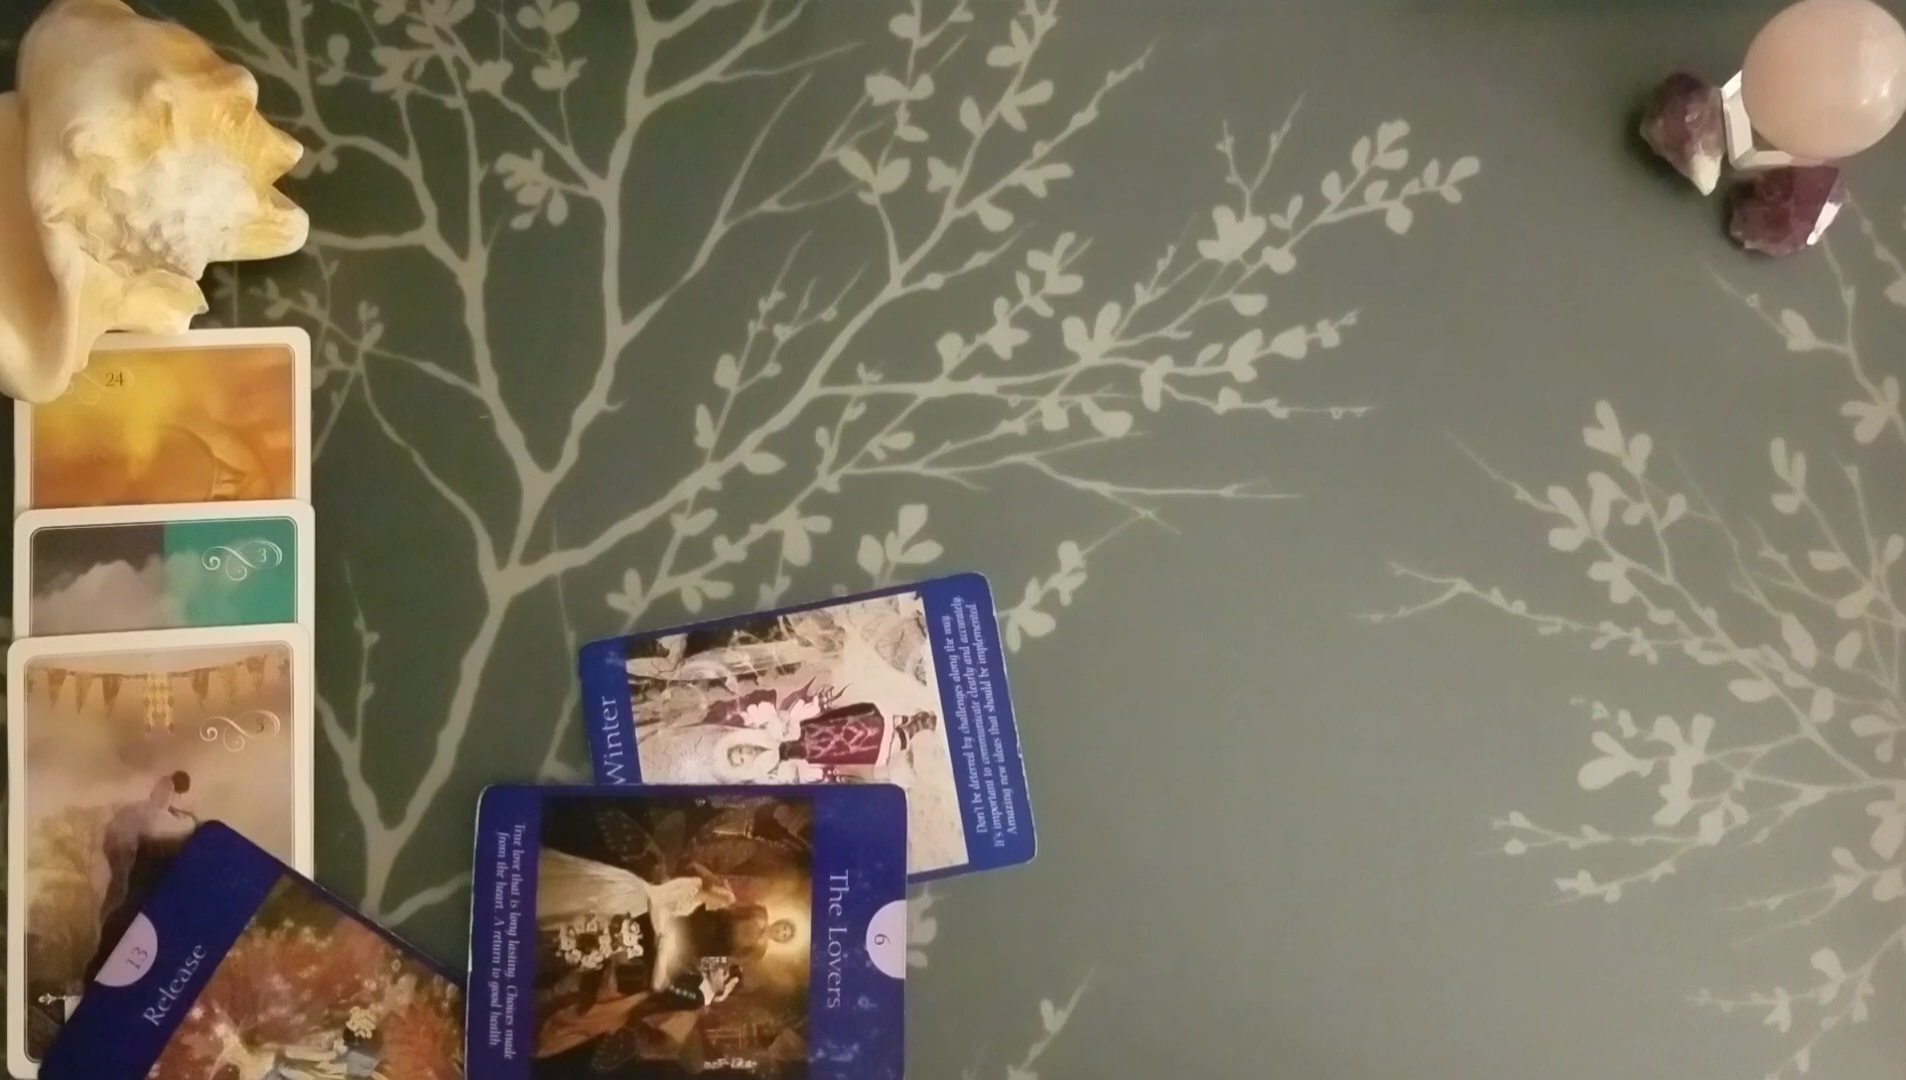 24
3
3
13
Release
Winter
Don't be deterred by challenges along the way.
It's important to communicate clearly and accurately.
Amazing new ideas that should be implemented.
6
The Lovers
True love that is long lasting. Choices made
from the heart. A return to good health